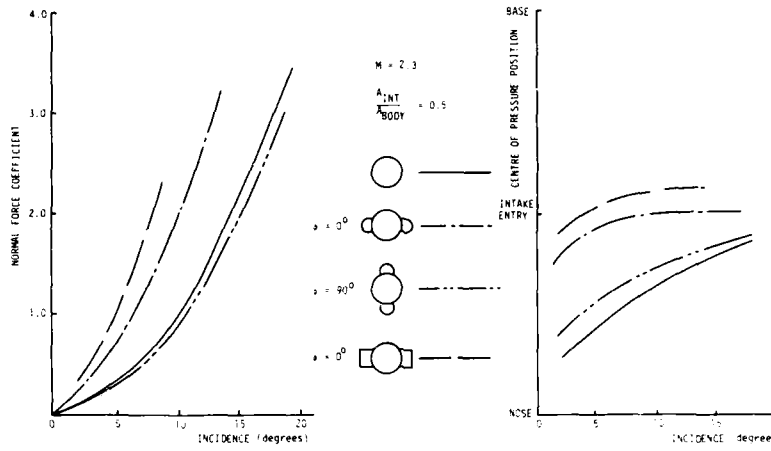 4.0
3.0
2.0
1.0
0
5
10
15
20
NORMAL FORCE COEFFICIENT
INCIDENCE (degrees)
M = 2.3
A INT
A BODY
= 0.5
= 0°
= 90°
= 0°
BASE
INTAKE
ENTRY
NOSE
CENTRE OF PRESSURE POSITION
0
5
10
15
INCIDENCE